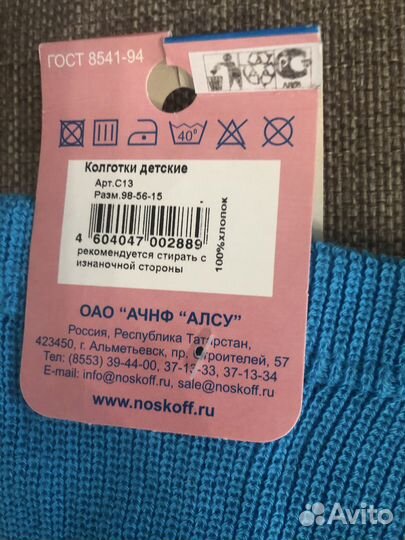 ГОСТ 8541-94
40°
Колготки детские
Арт.С13
Разм.98-56-15
4 604047 002889
100%хлопок
рекомендуется стирать с
изнаночной стороны
ОАО "АЧНФ "АЛСУ"
Россия, Республика Татарстан,
423450, г. Альметьевск, пр. Строителей, 57
Тел: (8553) 39-44-00, 37-13-33, 37-13-34
E-mail: info@noskoff.ru, sale@noskoff.ru
www.noskoff.ru
Avito